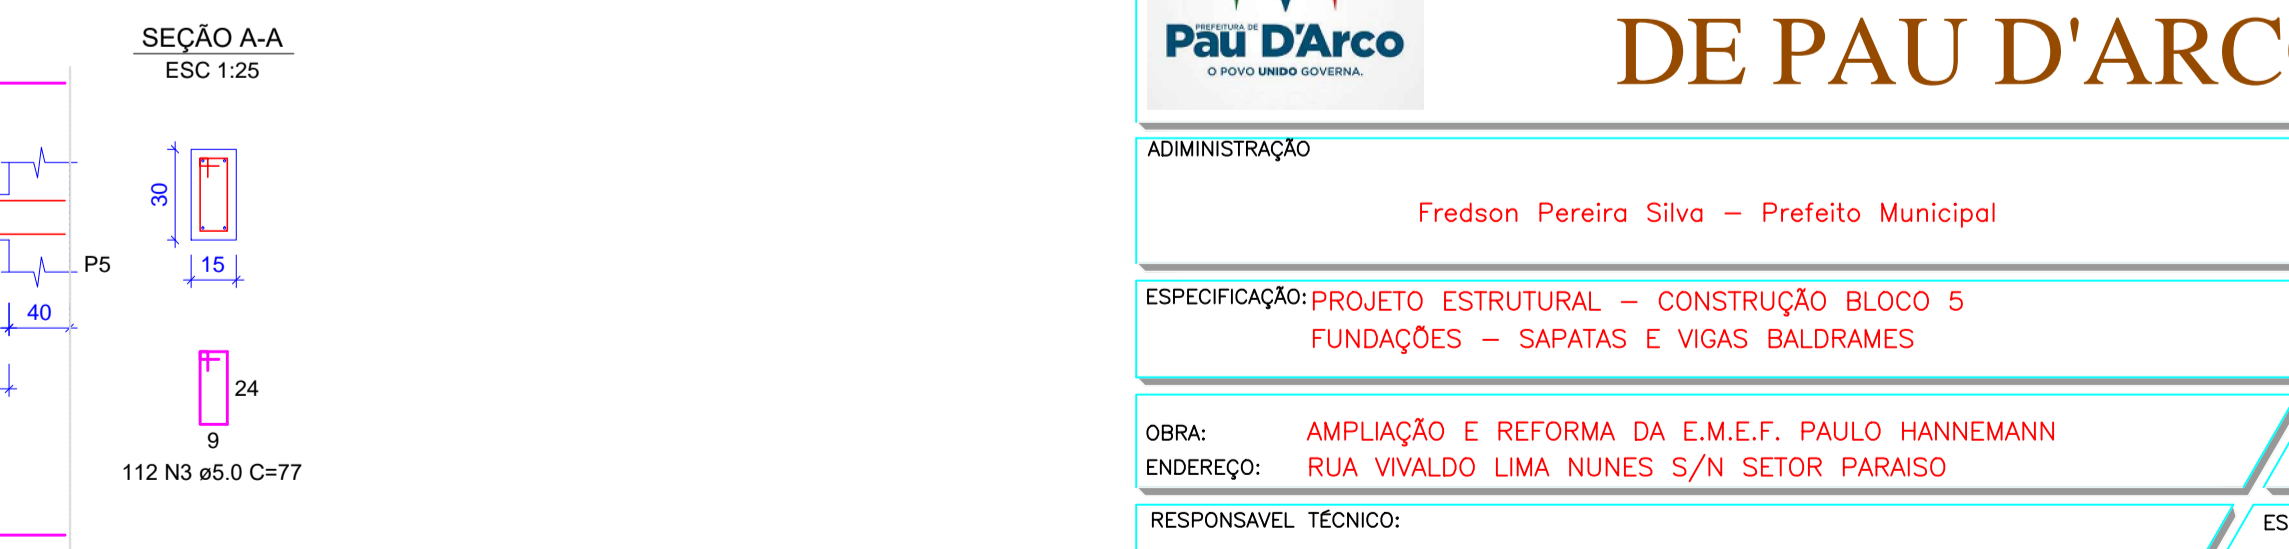 SEÇÃO A-A
ESC 1:25
30
15
P5
40
24
9
112 N3 ø5.0 C=77
PREFEITURA DE
Pau D'Arco
O POVO UNIDO GOVERNA.
DE PAU D'ARC
ADIMINISTRAÇÃO
Fredson Pereira Silva – Prefeito Municipal
ESPECIFICAÇÃO: PROJETO ESTRUTURAL – CONSTRUÇÃO BLOCO 5
FUNDAÇÕES – SAPATAS E VIGAS BALDRAMES
OBRA: AMPLIAÇÃO E REFORMA DA E.M.E.F. PAULO HANNEMANN
ENDEREÇO: RUA VIVALDO LIMA NUNES S/N SETOR PARAISO
RESPONSAVEL TÉCNICO:
ES